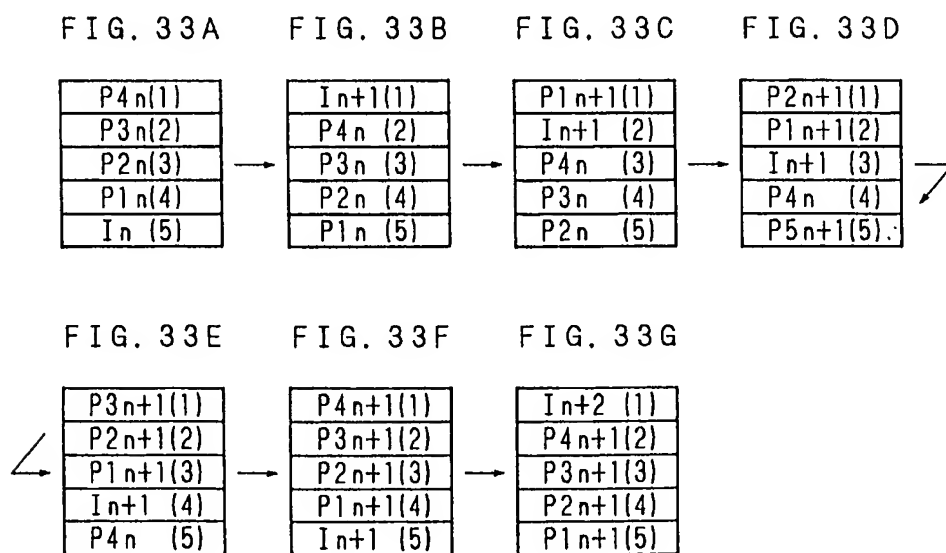 FIG. 33A FIG. 33B FIG. 33C FIG. 33D
P4n(1) In+1(1) P1n+1(1) P2n+1(1)
P3n(2) P4n (2) In+1 (2) P1n+1(2)
P2n(3) P3n (3) P4n (3) In+1 (3)
P1n(4) P2n (4) P3n (4) P4n (4)
In (5) P1n (5) P2n (5) P5n+1(5)
FIG. 33E FIG. 33F FIG. 33G
P3n+1(1) P4n+1(1) In+2 (1)
P2n+1(2) P3n+1(2) P4n+1(2)
P1n+1(3) P2n+1(3) P3n+1(3)
In+1 (4) P1n+1(4) P2n+1(4)
P4n (5) In+1 (5) P1n+1(5)